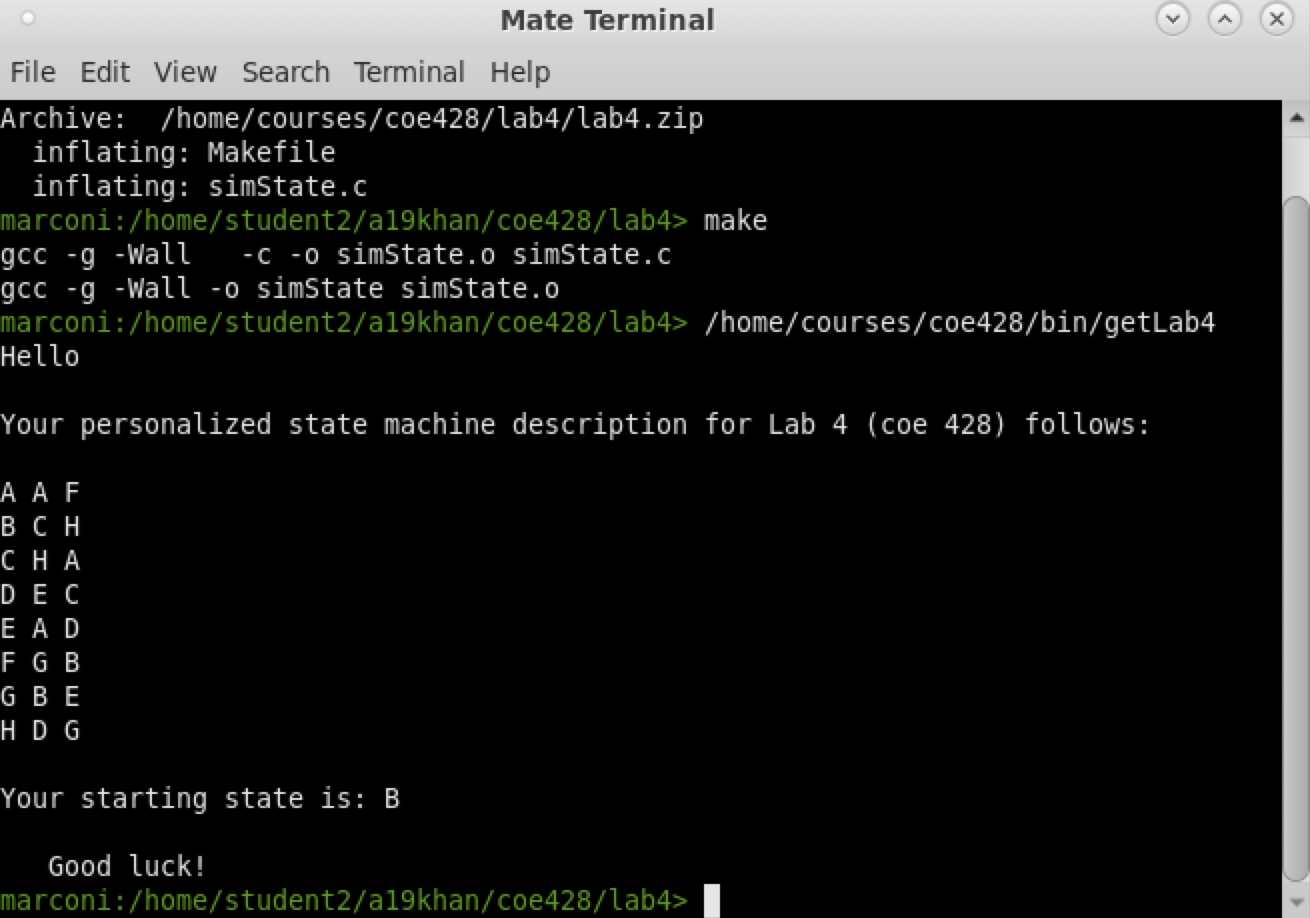 Mate Terminal
File Edit View Search Terminal Help
Archive:  /home/courses/coe428/lab4/lab4.zip
  inflating: Makefile
  inflating: simState.c
marconi:/home/student2/a19khan/coe428/lab4> make
gcc -g -Wall   -c -o simState.o simState.c
gcc -g -Wall -o simState simState.o
marconi:/home/student2/a19khan/coe428/lab4> /home/courses/coe428/bin/getLab4
Hello
Your personalized state machine description for Lab 4 (coe 428) follows:
A A F
B C H
C H A
D E C
E A D
F G B
G B E
H D G
Your starting state is: B
   Good luck!
marconi:/home/student2/a19khan/coe428/lab4>